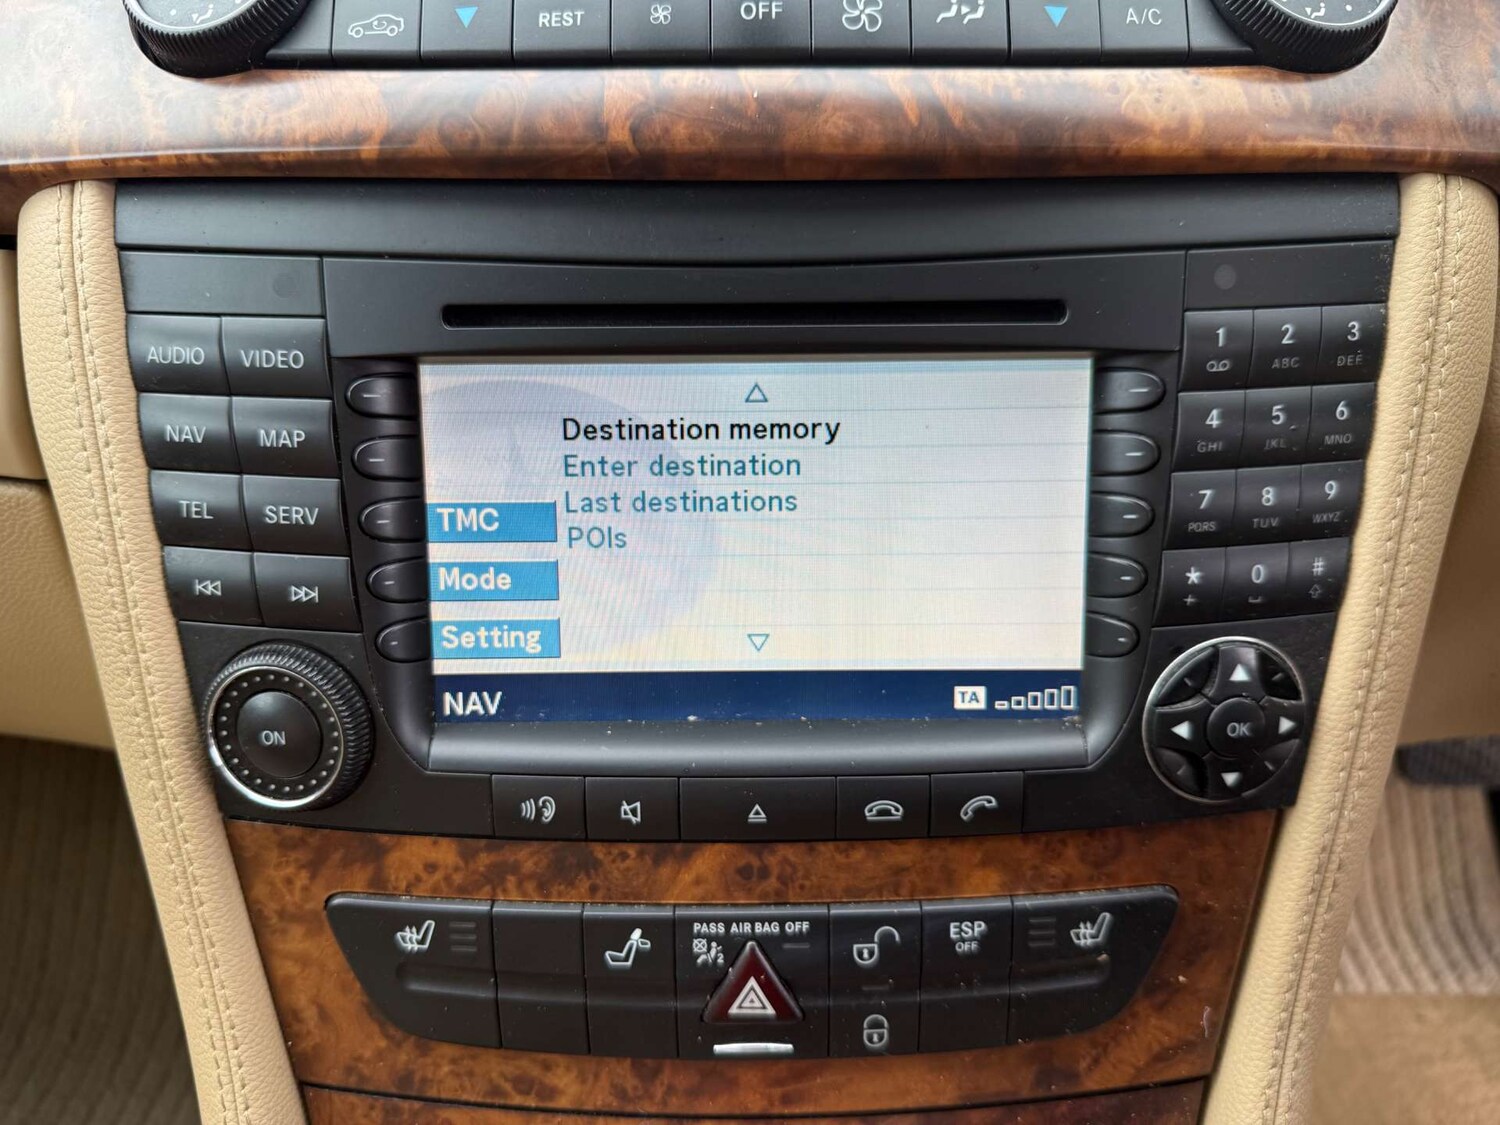 REST
OFF
A/C
AUDIO
VIDEO
NAV
MAP
TEL
SERV
ON
Destination memory
Enter destination
Last destinations
POIs
TMC
Mode
Setting
NAV
TA
1
2 ABC
3 DEF
4 GHI
5 JKL
6 MNO
7 PQRS
8 TUV
9 WXYZ
* +
0
#
OK
PASS AIR BAG OFF
ESP
OFF